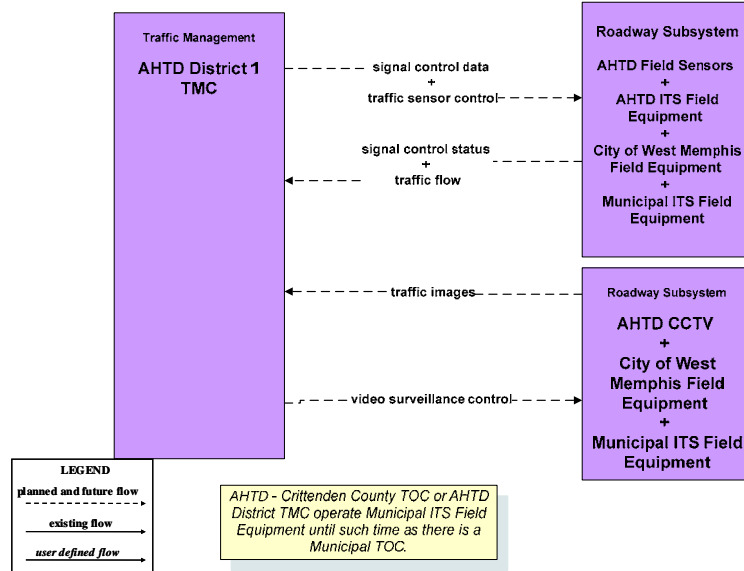 Traffic Management
AHTD District 1
TMC
signal control data
+
traffic sensor control
signal control status
+
traffic flow
traffic images
video surveillance control
Roadway Subsystem
AHTD Field Sensors
+
AHTD ITS Field
Equipment
+
City of West Memphis
Field Equipment
+
Municipal ITS Field
Equipment
Roadway Subsystem
AHTD CCTV
+
City of West
Memphis Field
Equipment
+
Municipal ITS Field
Equipment
LEGEND
planned and future flow
existing flow
user defined flow
AHTD - Crittenden County TOC or AHTD
District TMC operate Municipal ITS Field
Equipment until such time as there is a
Municipal TOC.